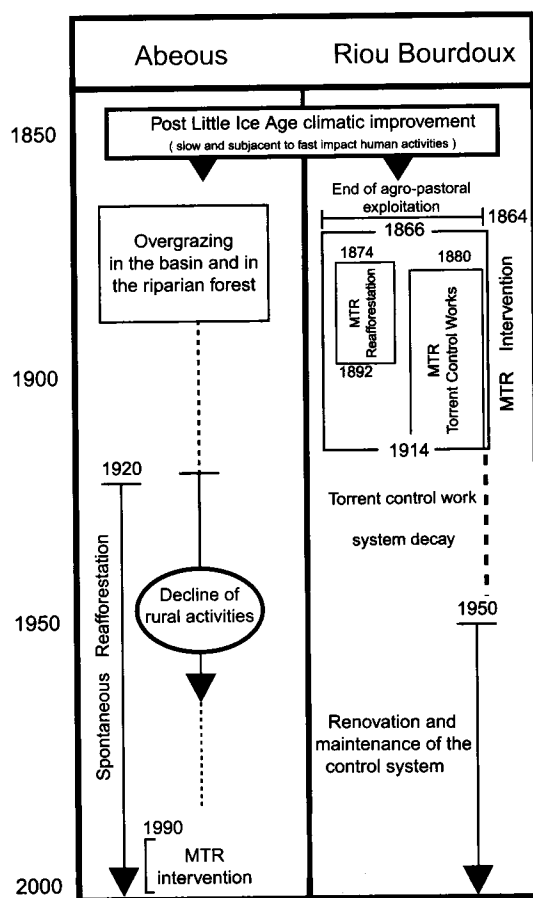 Abeous
Riou Bourdoux
1850
1900
1950
2000
Post Little Ice Age climatic improvement
( slow and subjacent to fast impact human activities )
Overgrazing
in the basin and in
the riparian forest
1920
Spontaneous Reafforestation
Decline of
rural activities
1990
MTR
intervention
End of agro-pastoral
exploitation
1864
1866
1874
MTR
Reafforestation
1892
1880
MTR
Torrent Control Works
1914
MTR Intervention
Torrent control work
system decay
1950
Renovation and
maintenance of the
control system